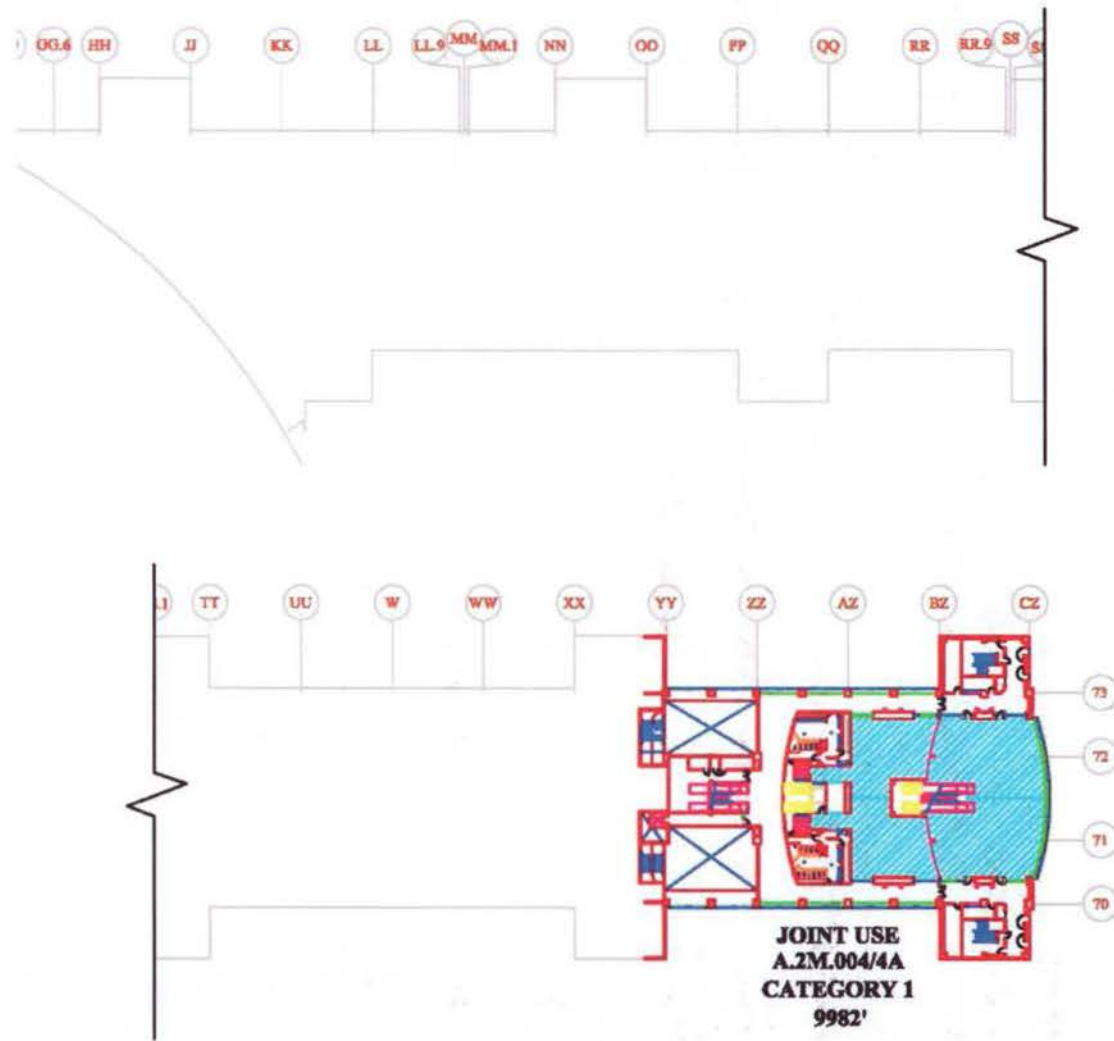 GG.6 HH JJ KK LL LL.9 MM MM.1 NN OO PP QQ RR RR.9 SS
TT UU W WW XX YY ZZ AZ BZ CZ
73
72
71
70
JOINT USE
A.2M.004/4A
CATEGORY 1
9982'